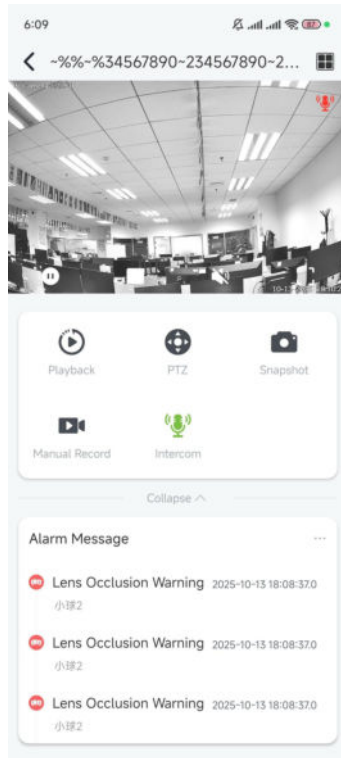 6:09
87
~%%~%34567890~234567890~2...
Playback
PTZ
Snapshot
Manual Record
Intercom
Collapse
Alarm Message
Lens Occlusion Warning 2025-10-13 18:08:37.0
小球2
Lens Occlusion Warning 2025-10-13 18:08:37.0
小球2
Lens Occlusion Warning 2025-10-13 18:08:37.0
小球2